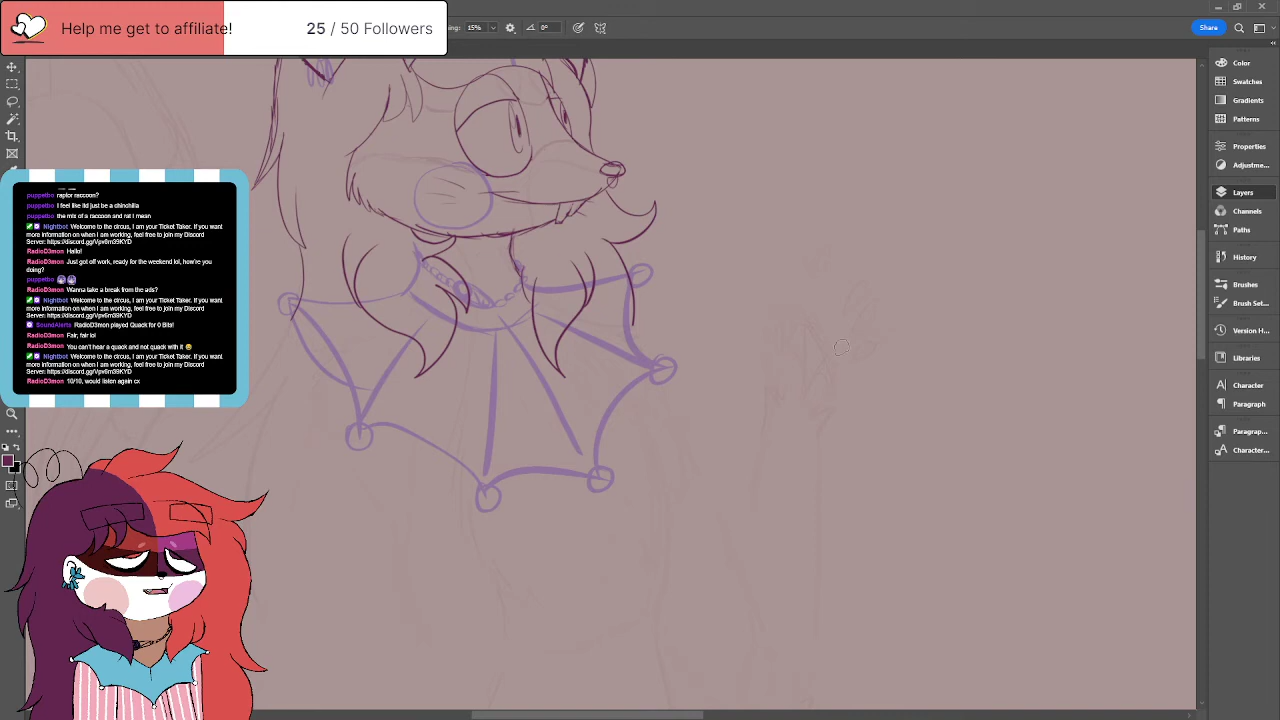 Help me get to affiliate!
25 / 50 Followers
15%
0°
Share
Color
Swatches
Gradients
Patterns
Properties
Adjustme...
Layers
Channels
Paths
History
Brushes
Brush Set...
Version H...
Libraries
Character
Paragraph
Paragrap...
Character...
puppetbo raptor raccoon?
puppetbo I feel like itd just be a chinchilla
puppetbo the mix of a raccoon and rat I mean
Nightbot Welcome to the circus, I am your Ticket Taker. If you want
more information on when I am working, feel free to join my Discord
RadioD3mon Hallo!
RadioD3mon Just got off work, ready for the weekend lol, how're you
doing?
puppetbo
RadioD3mon Wanna take a break from the ads?
Nightbot Welcome to the circus, I am your Ticket Taker. If you want
more information on when I am working, feel free to join my Discord
SoundAlerts RadioD3mon played Quack for 0 Bits!
RadioD3mon Fair, fair lol
RadioD3mon You can't hear a quack and not quack with it
Nightbot Welcome to the circus, I am your Ticket Taker. If you want
more information on when I am working, feel free to join my Discord
RadioD3mon 10/10, would listen again cx